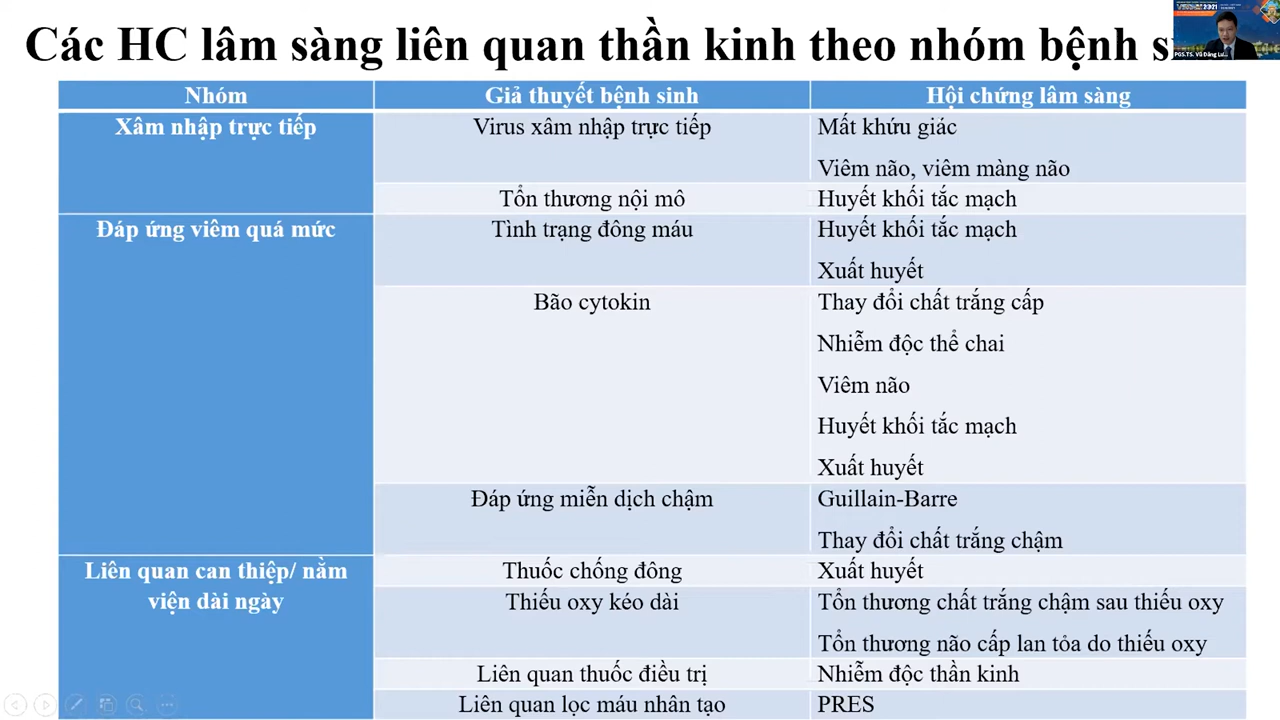 Các HC lâm sàng liên quan thần kinh theo nhóm bệnh
VIERSNET 2021
PGS.TS. Vũ Đăng Lư...
Nhóm Giả thuyết bệnh sinh Hội chứng lâm sàng
Xâm nhập trực tiếp Virus xâm nhập trực tiếp Mất khứu giác
Viêm não, viêm màng não
Tổn thương nội mô Huyết khối tắc mạch
Đáp ứng viêm quá mức Tình trạng đông máu Huyết khối tắc mạch
Xuất huyết
Bão cytokin Thay đổi chất trắng cấp
Nhiễm độc thể chai
Viêm não
Huyết khối tắc mạch
Xuất huyết
Đáp ứng miễn dịch chậm Guillain-Barre
Thay đổi chất trắng chậm
Liên quan can thiệp/ nằm Thuốc chống đông Xuất huyết
viện dài ngày Thiếu oxy kéo dài Tổn thương chất trắng chậm sau thiếu oxy
Tổn thương não cấp lan tỏa do thiếu oxy
Liên quan thuốc điều trị Nhiễm độc thần kinh
Liên quan lọc máu nhân tạo PRES